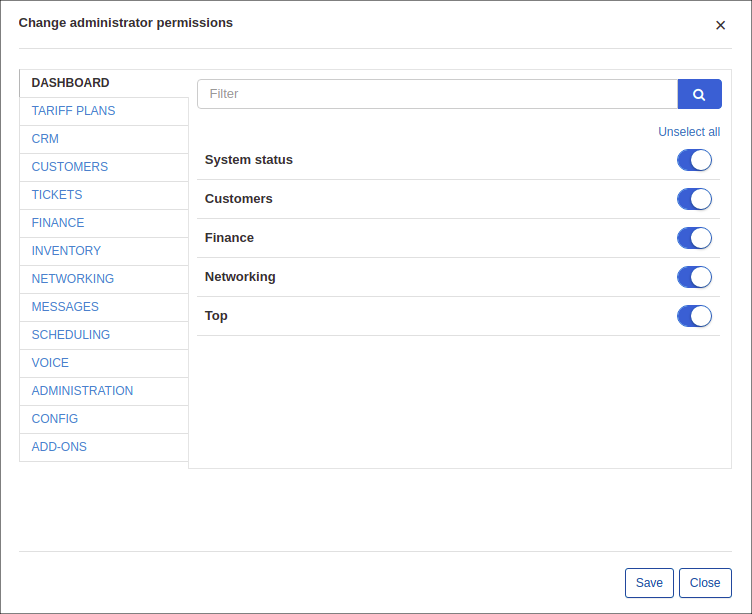 Change administrator permissions
×
DASHBOARD
TARIFF PLANS
CRM
CUSTOMERS
TICKETS
FINANCE
INVENTORY
NETWORKING
MESSAGES
SCHEDULING
VOICE
ADMINISTRATION
CONFIG
ADD-ONS
Filter
Unselect all
System status
Customers
Finance
Networking
Top
Save
Close